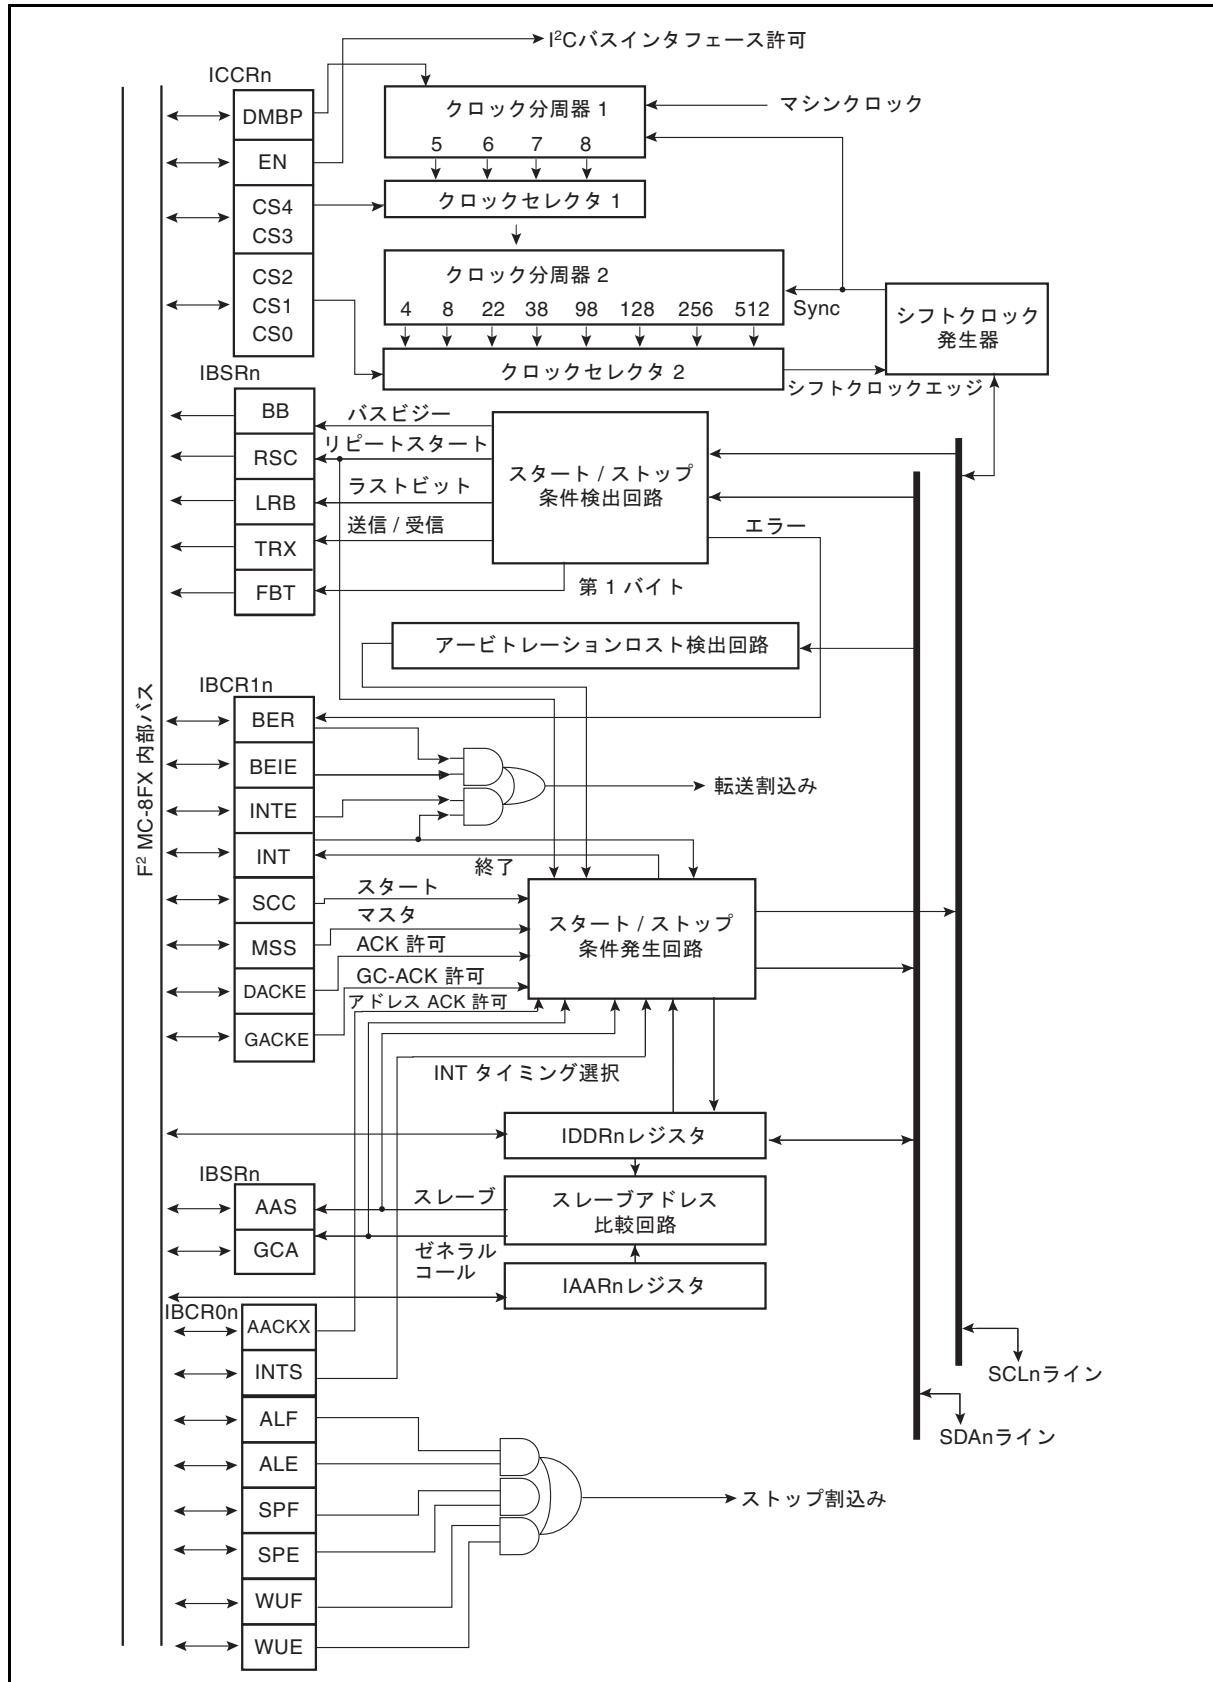 I²Cバスインタフェース許可
ICCRn
DMBP
EN
CS4
CS3
CS2
CS1
CS0
クロック分周器 1
5 6 7 8
マシンクロック
クロックセレクタ 1
クロック分周器 2
4 8 22 38 98 128 256 512
Sync
シフトクロック
発生器
クロックセレクタ 2
シフトクロックエッジ
IBSRn
BB
RSC
LRB
TRX
FBT
バスビジー
リピートスタート
ラストビット
送信 / 受信
第 1 バイト
スタート / ストップ
条件検出回路
エラー
アービトレーションロスト検出回路
F² MC-8FX 内部バス
IBCR1n
BER
BEIE
INTE
INT
SCC
MSS
DACKE
GACKE
転送割込み
終了
スタート
マスタ
ACK 許可
GC-ACK 許可
アドレス ACK 許可
スタート / ストップ
条件発生回路
INT タイミング選択
IDDRnレジスタ
IBSRn
AAS
GCA
スレーブ
ゼネラル
コール
スレーブアドレス
比較回路
IAARnレジスタ
IBCR0n
AACKX
INTS
ALF
ALE
SPF
SPE
WUF
WUE
SCLnライン
SDAnライン
ストップ割込み